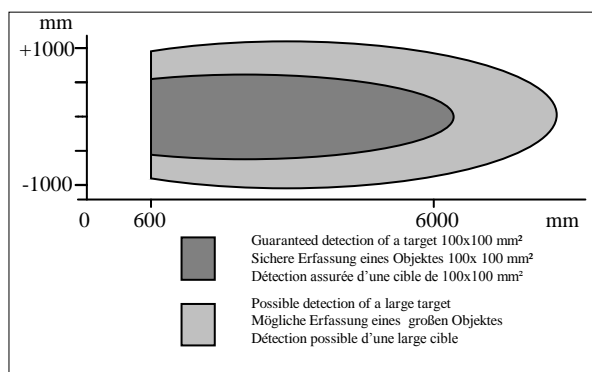 mm
+1000
-1000
0 600 6000 mm
Guaranteed detection of a target 100x100 mm²
Sichere Erfassung eines Objektes 100x 100 mm²
Détection assurée d’une cible de 100x100 mm²
Possible detection of a large target
Mögliche Erfassung eines großen Objektes
Détection possible d’une large cible